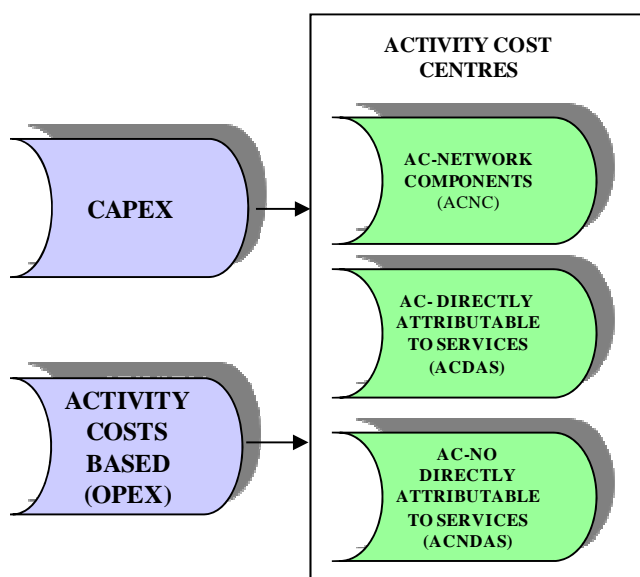 CAPEX
ACTIVITY
COSTS
BASED
(OPEX)
ACTIVITY COST
CENTRES
AC-NETWORK
COMPONENTS
(ACNC)
AC- DIRECTLY
ATTRIBUTABLE
TO SERVICES
(ACDAS)
AC-NO
DIRECTLY
ATTRIBUTABLE
TO SERVICES
(ACNDAS)